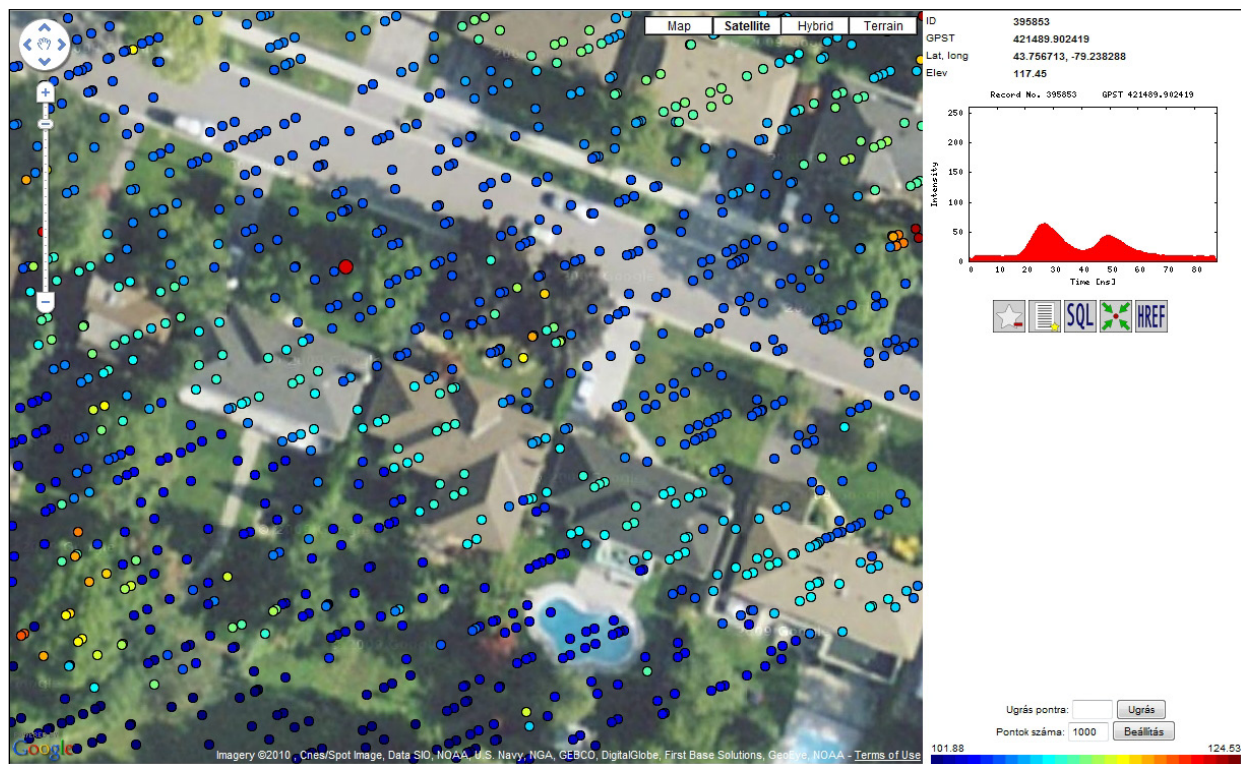 Map Satellite Hybrid Terrain
ID 395853
GPST 421489.902419
Lat, long 43.756713, -79.238288
Elev 117.45
Record No. 395853 GPST 421489.902419
250
200
150
100
50
0
Intensity
0 10 20 30 40 50 60 70 80
Time [ns]
SQL HREF
Ugrás pontra: Ugrás
Pontok száma: 1000 Beállítás
101.88 124.53
Google
Imagery ©2010 , Cnes/Spot Image, Data SIO, NOAA, U.S. Navy, NGA, GEBCO, DigitalGlobe, First Base Solutions, GeoEye, NOAA - Terms of Use